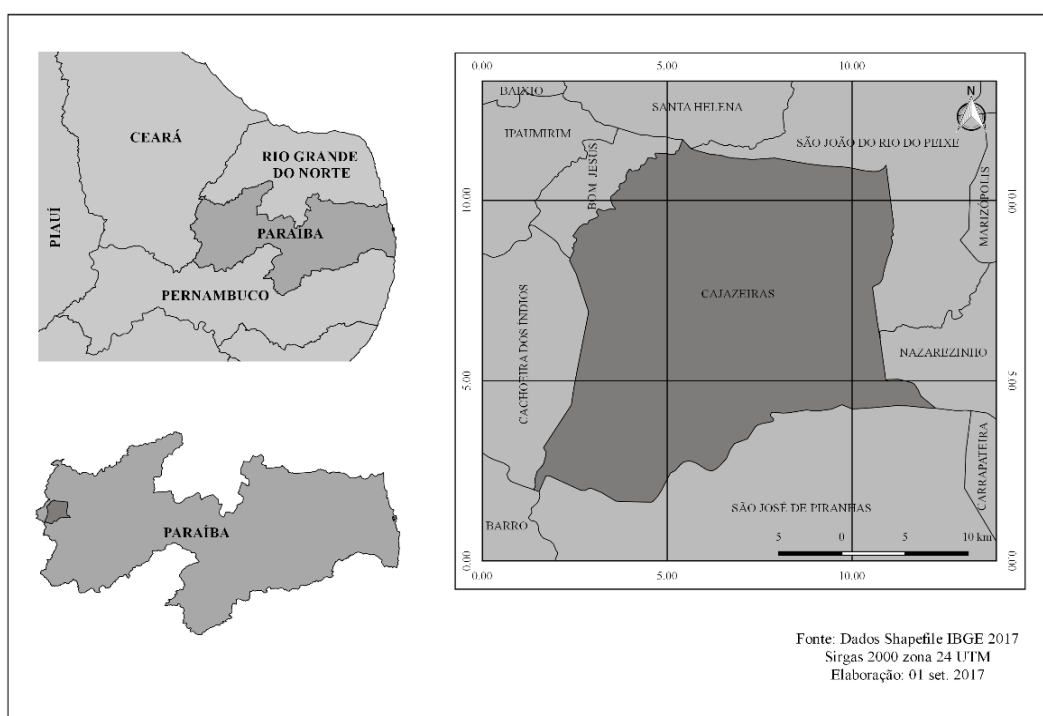 CEARÁ
RIO GRANDE
DO NORTE
PIAUÍ
PARAÍBA
PERNAMBUCO
PARAÍBA
5.00
10.00
BAIXIO
SANTA HELENA
N
IPAUMIRIM
SÃO JOÃO DO RIO DO PEIXE
BOM JESUS
MARIZÓPOLIS
10.00
10.00
CAJAZEIRAS
CACHOEIRA DOS ÍNDIOS
NAZAREZINHO
5.00
5.00
CARRAPATEIRA
SÃO JOSÉ DE PIRANHAS
BARRO
5 0 5 10 km
0.00
0.00
0.00
5.00
10.00
Fonte: Dados Shapefile IBGE 2017
Sirgas 2000 zona 24 UTM
Elaboração: 01 set. 2017